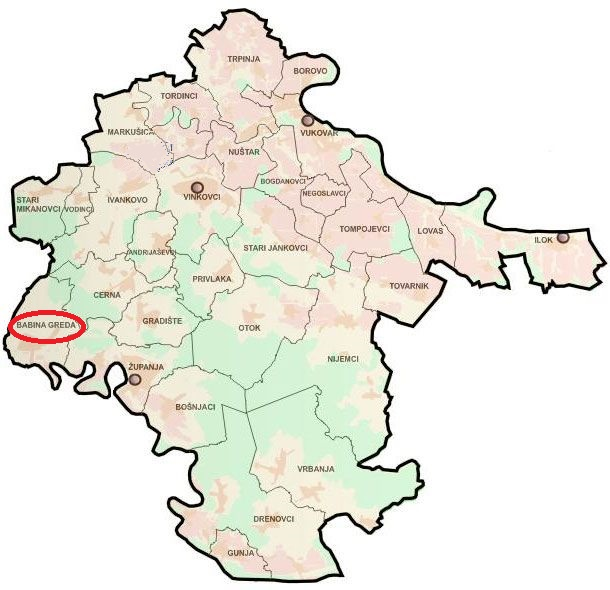 TRPINJA
BOROVO
TORDINCI
MARKUŠICA
VUKOVAR
NUŠTAR
BOGDANOVCI
NEGOSLAVCI
STARI
MIKANOVCI
VOĐINCI
IVANKOVO
VINKOVCI
TOMPOJEVCI
LOVAS
ILOK
ANDRIJAŠEVCI
STARI JANKOVCI
PRIVLAKA
TOVARNIK
CERNA
GRADIŠTE
OTOK
BABINA GREDA
NIJEMCI
ŽUPANJA
BOŠNJACI
VRBANJA
DRENOVCI
GUNJA